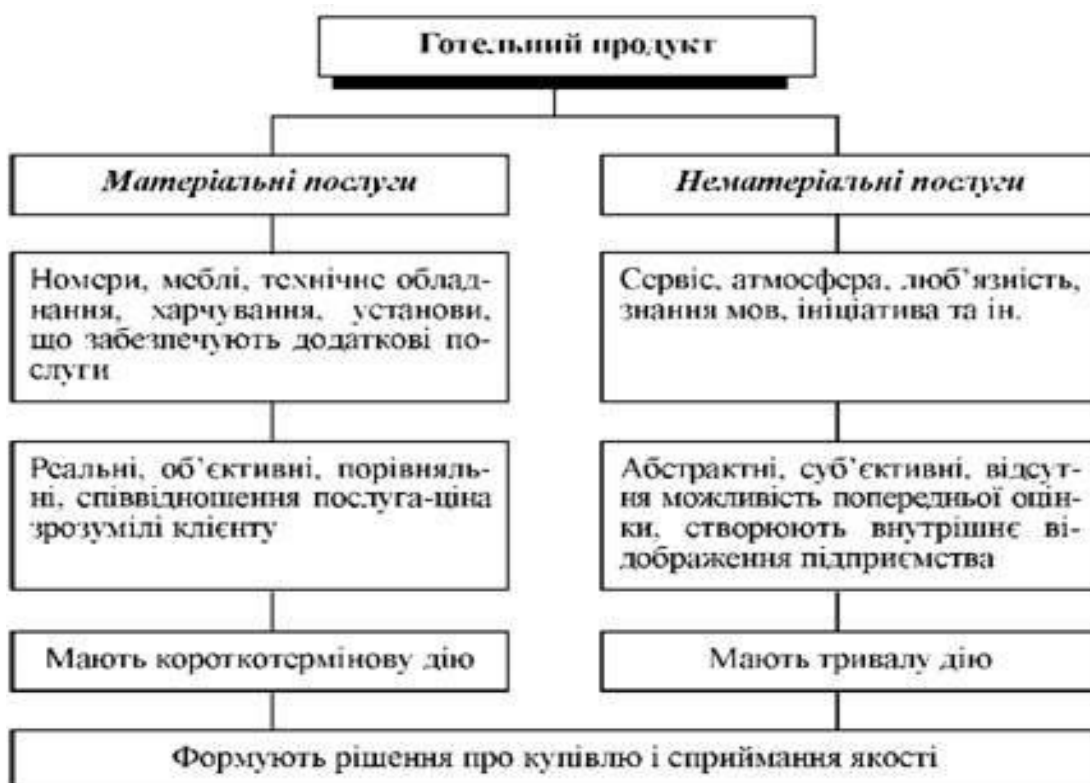 Готельний продукт
Матеріальні послуги
Номери, меблі, технічне облад-
нання, харчування, установи,
що забезпечують додаткові по-
слуги
Реальні, об’єктивні, порівняль-
ні, співвідношення послуга-ціна
зрозумілі клієнту
Мають короткотермінову дію
Нематеріальні послуги
Сервіс, атмосфера, люб’язність,
знання мов, ініціатива та ін.
Абстрактні, суб’єктивні, відсут-
ня можливість попередньої оцін-
ки, створюють внутрішнє ві-
дображення підприємства
Мають тривалу дію
Формують рішення про купівлю і сприймання якості